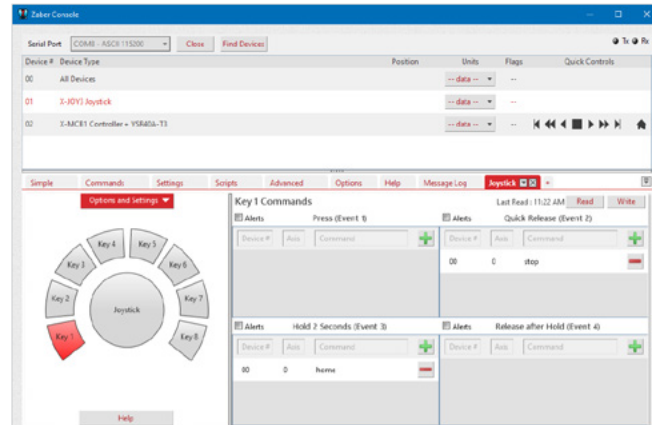 Zaber Console
Serial Port COM8 - ASCII 115200 Close Find Devices Tx Rx
Device # Device Type Position Units Flags Quick Controls
00 All Devices -- data -- --
01 X-JOY3 Joystick -- data -- --
02 X-MCB1 Controller + YSR40A-T3 -- data -- --
Simple Commands Settings Scripts Advanced Options Help Message Log Joystick +
Options and Settings
Key 1 Commands Last Read : 11:22 AM Read Write
Alerts Press (Event 1) Alerts Quick Release (Event 2)
Device # Axis Command Device # Axis Command
00 0 stop
Key 4 Key 5
Key 3 Key 6
Key 2 Joystick Key 7
Key 1 Key 8
Alerts Hold 2 Seconds (Event 3) Alerts Release after Hold (Event 4)
Device # Axis Command Device # Axis Command
00 0 home
Help